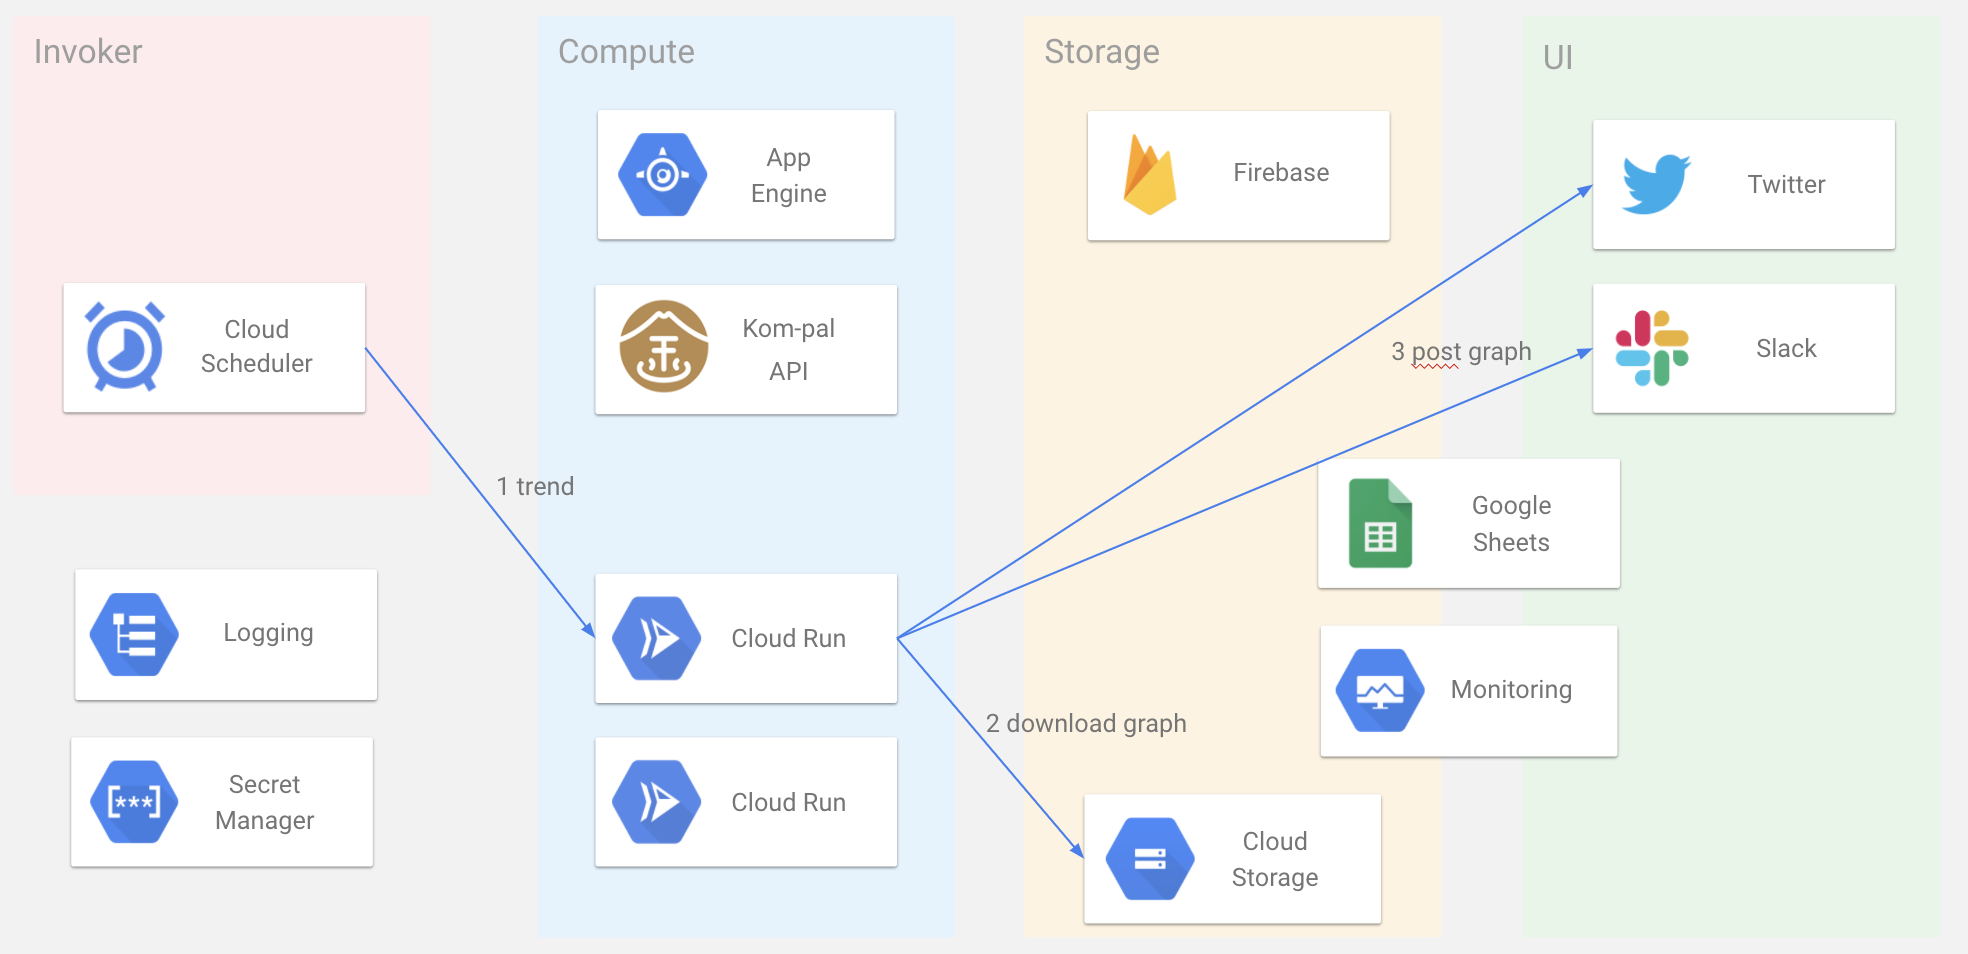 Invoker
Cloud
Scheduler
Logging
[***]
Secret
Manager
1 trend
Compute
App
Engine
金
Kom-pal
API
Cloud Run
Cloud Run
2 download graph
Storage
Firebase
3 post graph
Google
Sheets
Monitoring
Cloud
Storage
UI
Twitter
Slack